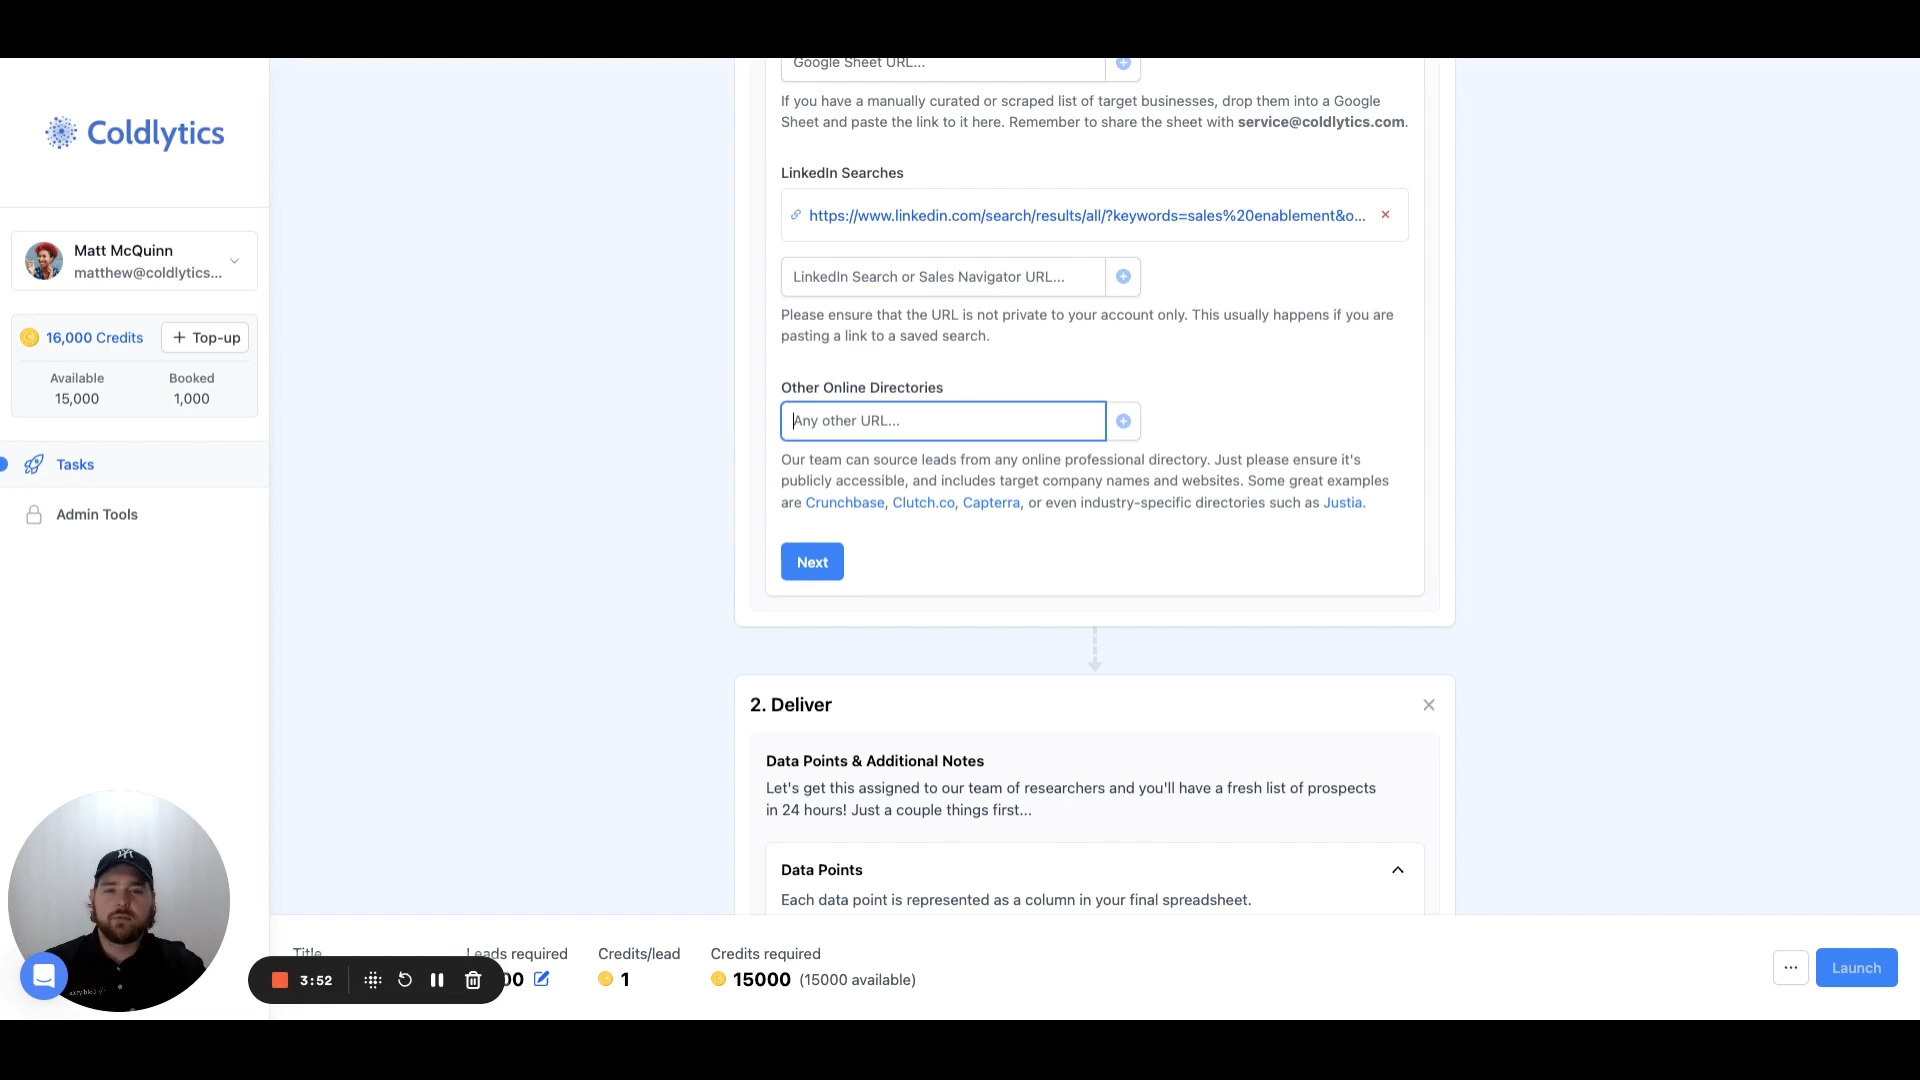 Google Sheet URL...
If you have a manually curated or scraped list of target businesses, drop them into a Google
Sheet and paste the link to it here. Remember to share the sheet with service@coldlytics.com.
Coldlytics
LinkedIn Searches
https://www.linkedin.com/search/results/all/?keywords=sales%20enablement&o...
Matt McQuinn
matthew@coldlytics...
LinkedIn Search or Sales Navigator URL...
Please ensure that the URL is not private to your account only. This usually happens if you are
pasting a link to a saved search.
16,000 Credits
+ Top-up
Available
Booked
15,000
1,000
Other Online Directories
Any other URL...
Our team can source leads from any online professional directory. Just please ensure it's
publicly accessible, and includes target company names and websites. Some great examples
are Crunchbase, Clutch.co, Capterra, or even industry-specific directories such as Justia.
Tasks
Admin Tools
Next
2. Deliver
Data Points & Additional Notes
Let's get this assigned to our team of researchers and you'll have a fresh list of prospects
in 24 hours! Just a couple things first...
Data Points
Each data point is represented as a column in your final spreadsheet.
Title
Leads required
Credits/lead
Credits required
3:52
00
1
15000 (15000 available)
...
Launch